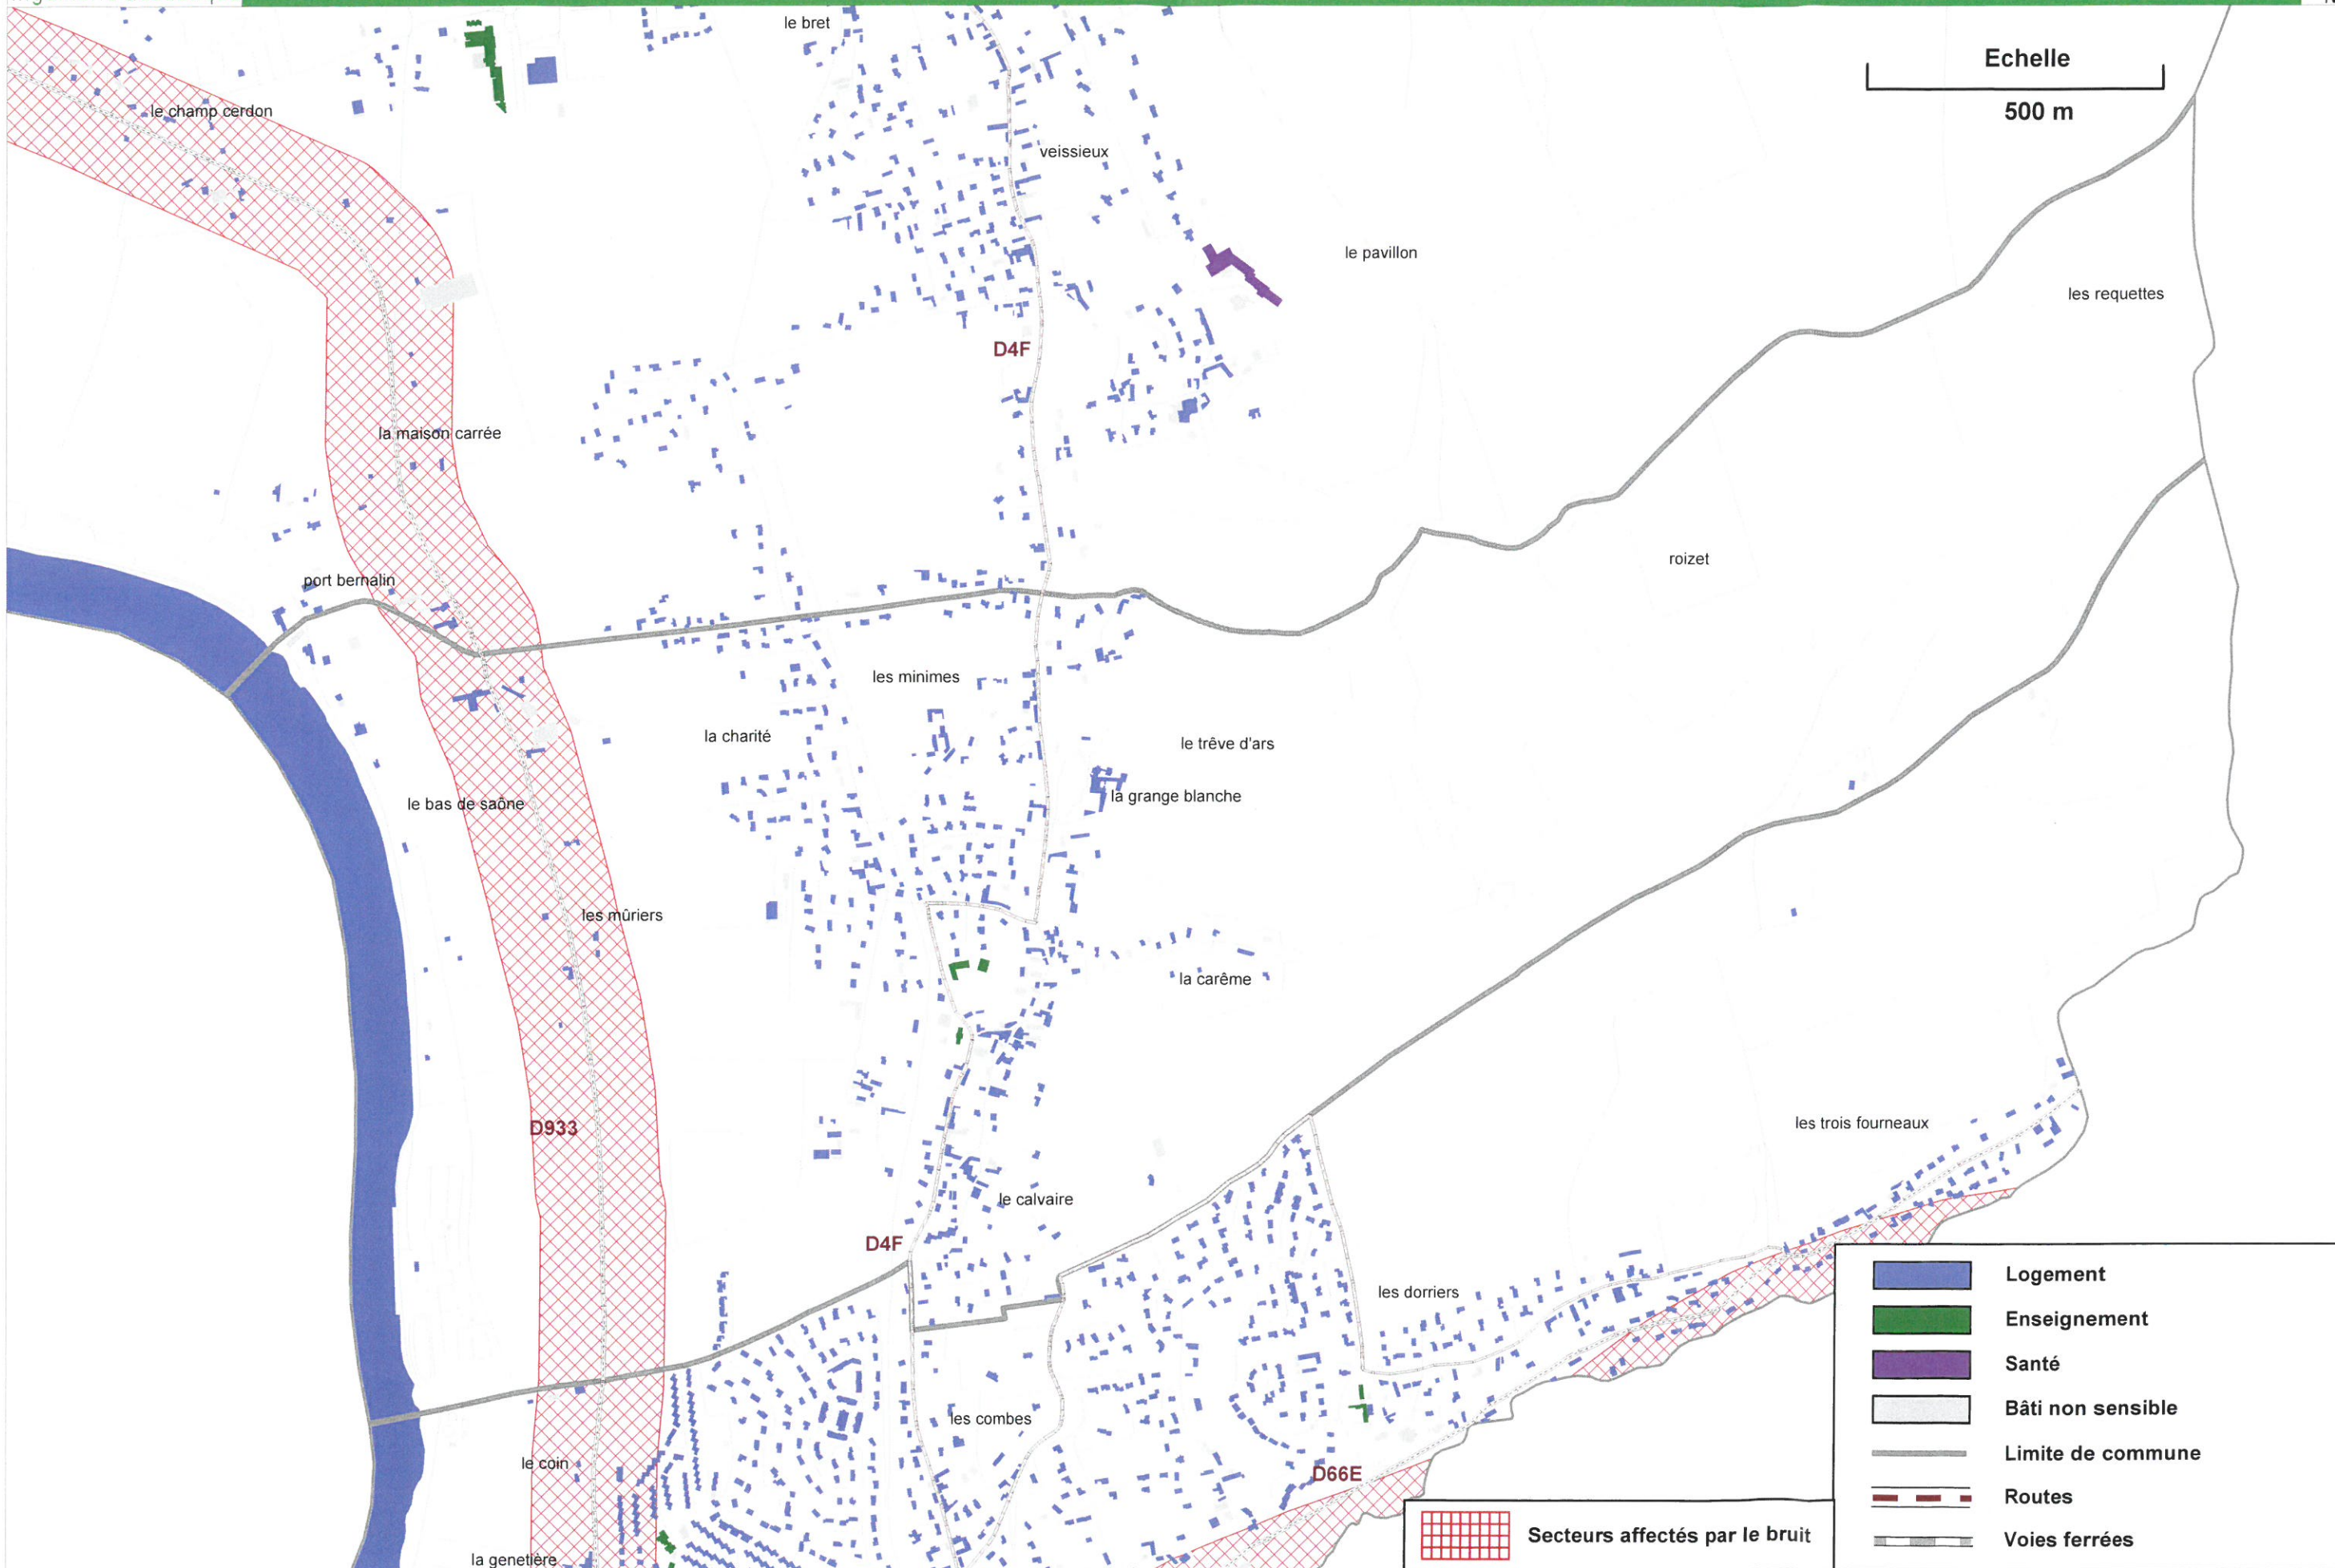 le bret
Echelle
500 m
le champ cerdon
veissieux
le pavillon
les requettes
D4F
la maison carrée
roizet
port bernalin
les minimes
la charité
le trêve d'ars
la grange blanche
le bas de saône
les mûriers
la carême
D933
les trois fourneaux
le calvaire
D4F
les dorriers
les combes
le coin
D66E
la genetière
Logement
Enseignement
Santé
Bâti non sensible
Limite de commune
Routes
Voies ferrées
Secteurs affectés par le bruit